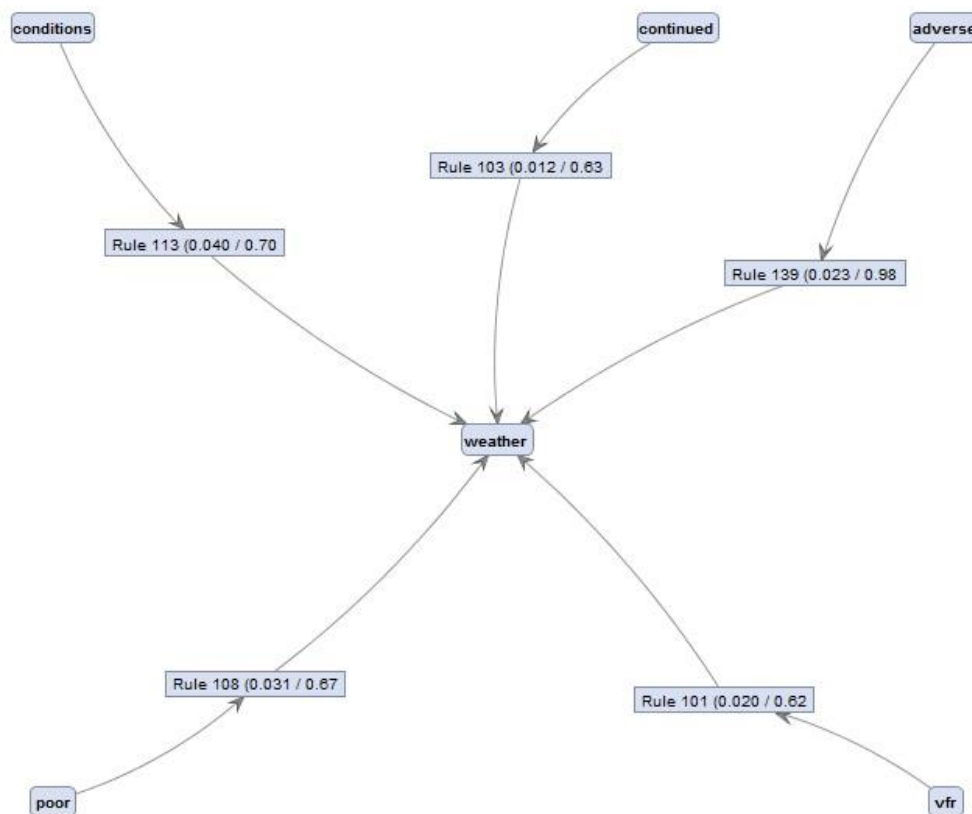 conditions
continued
adverse
Rule 103 (0.012 / 0.63
Rule 113 (0.040 / 0.70
Rule 139 (0.023 / 0.98
weather
Rule 108 (0.031 / 0.67
Rule 101 (0.020 / 0.62
poor
vfr